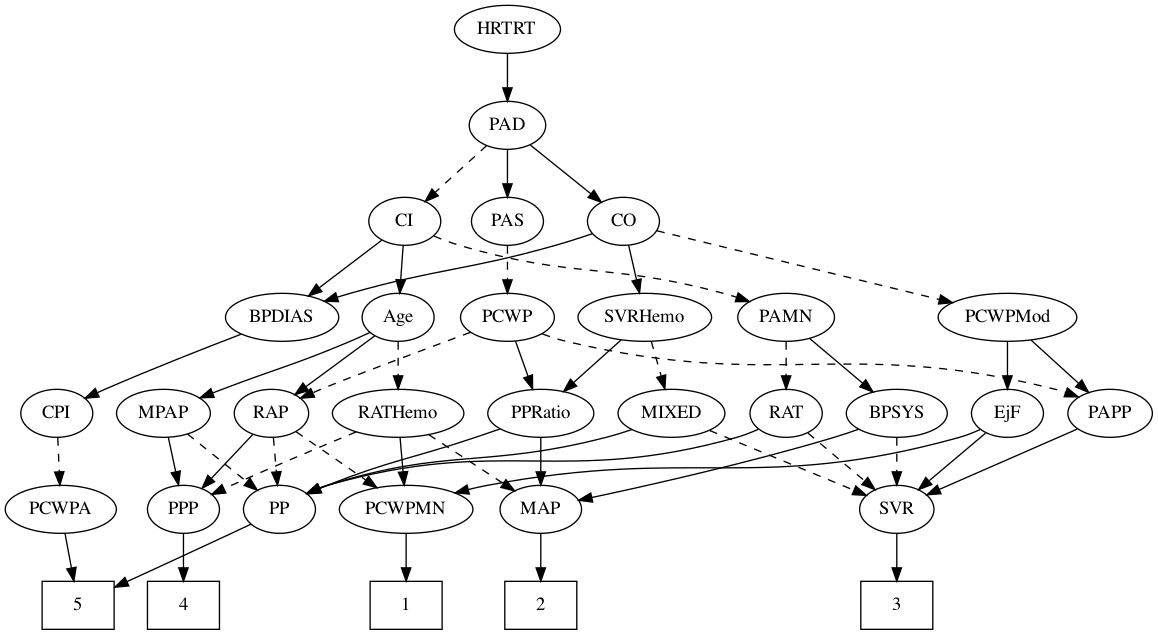 HRTRT
PAD
CI
PAS
CO
BPDIAS
Age
PCWP
SVRHemo
PAMN
PCWPMod
CPI
MPAP
RAP
RATHemo
PPRatio
MIXED
RAT
BPSYS
EjF
PAPP
PCWPA
PPP
PP
PCWPMN
MAP
SVR
5
4
1
2
3